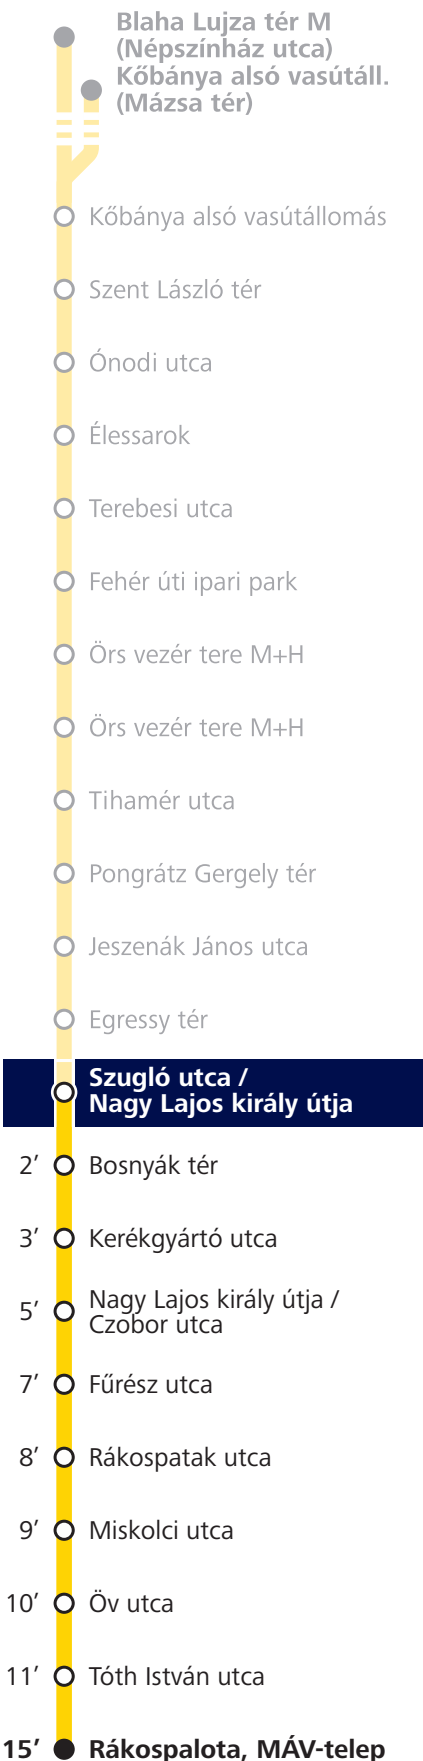 Blaha Lujza tér M
(Népszínház utca)
Kőbánya alsó vasútáll.
(Mázsa tér)
Kőbánya alsó vasútállomás
Szent László tér
Ónodi utca
Élessarok
Terebesi utca
Fehér úti ipari park
Örs vezér tere M+H
Örs vezér tere M+H
Tihamér utca
Pongrátz Gergely tér
Jeszenák János utca
Egressy tér
Szugló utca /
Nagy Lajos király útja
2’ Bosnyák tér
3’ Kerékgyártó utca
5’ Nagy Lajos király útja /
Czobor utca
7’ Fűrész utca
8’ Rákospatak utca
9’ Miskolci utca
10’ Öv utca
11’ Tóth István utca
15’ Rákospalota, MÁV-telep